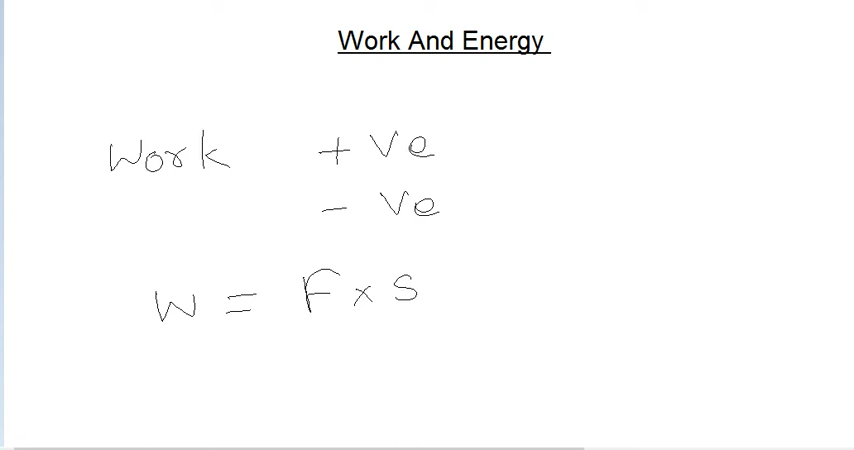 Work And Energy
Work +ve
- ve
W = F x S